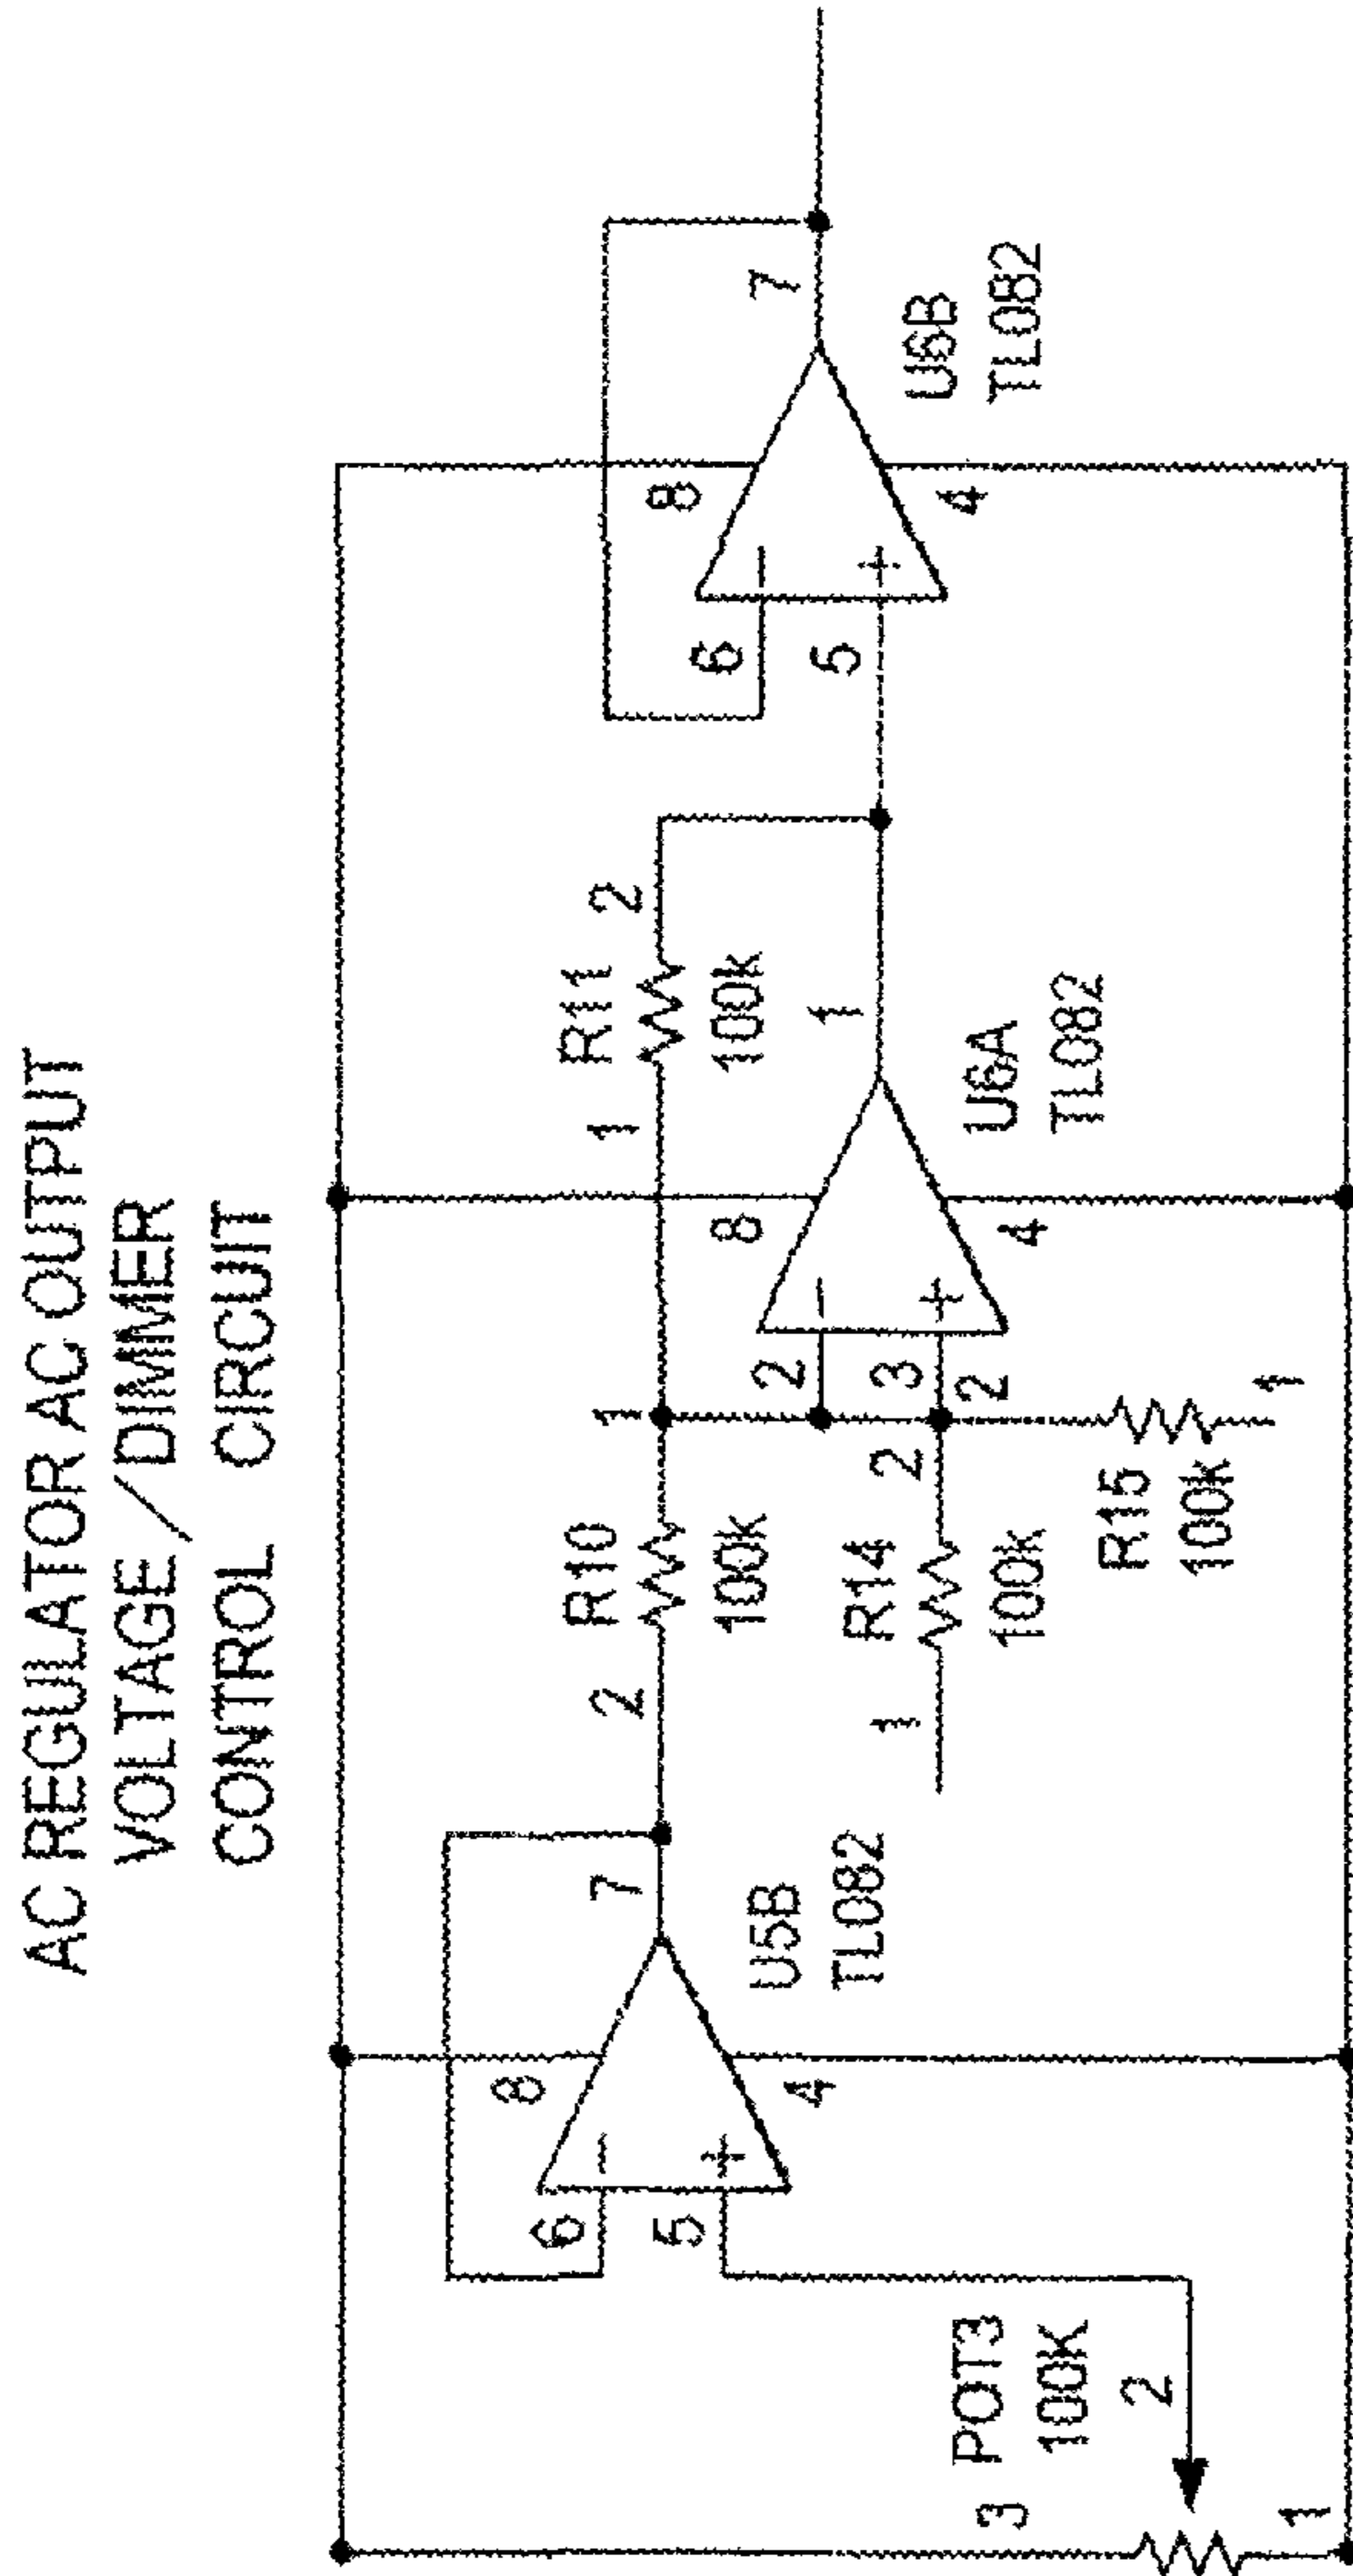 AC REGULATOR AC OUTPUT
VOLTAGE/DIMMER
CONTROL CIRCUIT
POT3
100K
3
2
1
6
5
8
4
7
U5B
TL082
2
R10
100k
1
1
R14
100k
2
2
3
2
R15
100k
1
8
4
1
R11
100k
2
1
U6A
TL082
6
5
8
4
7
U6B
TL082